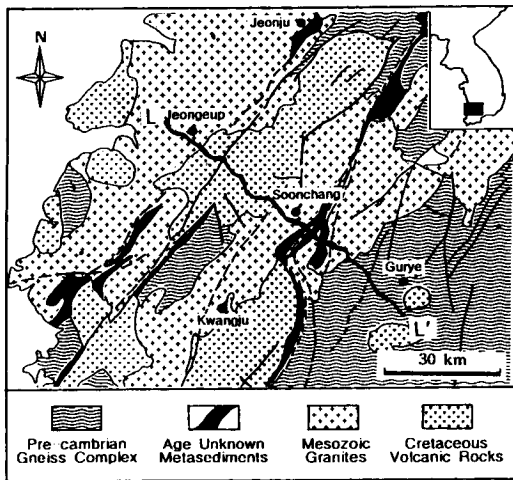 N
Jeonju
L
Jeongeup
Soonchang
Gurye
Kwangju
L'
30 km
Pre-cambrian
Gneiss Complex
Age Unknown
Metasediments
Mesozoic
Granites
Cretaceous
Volcanic Rocks